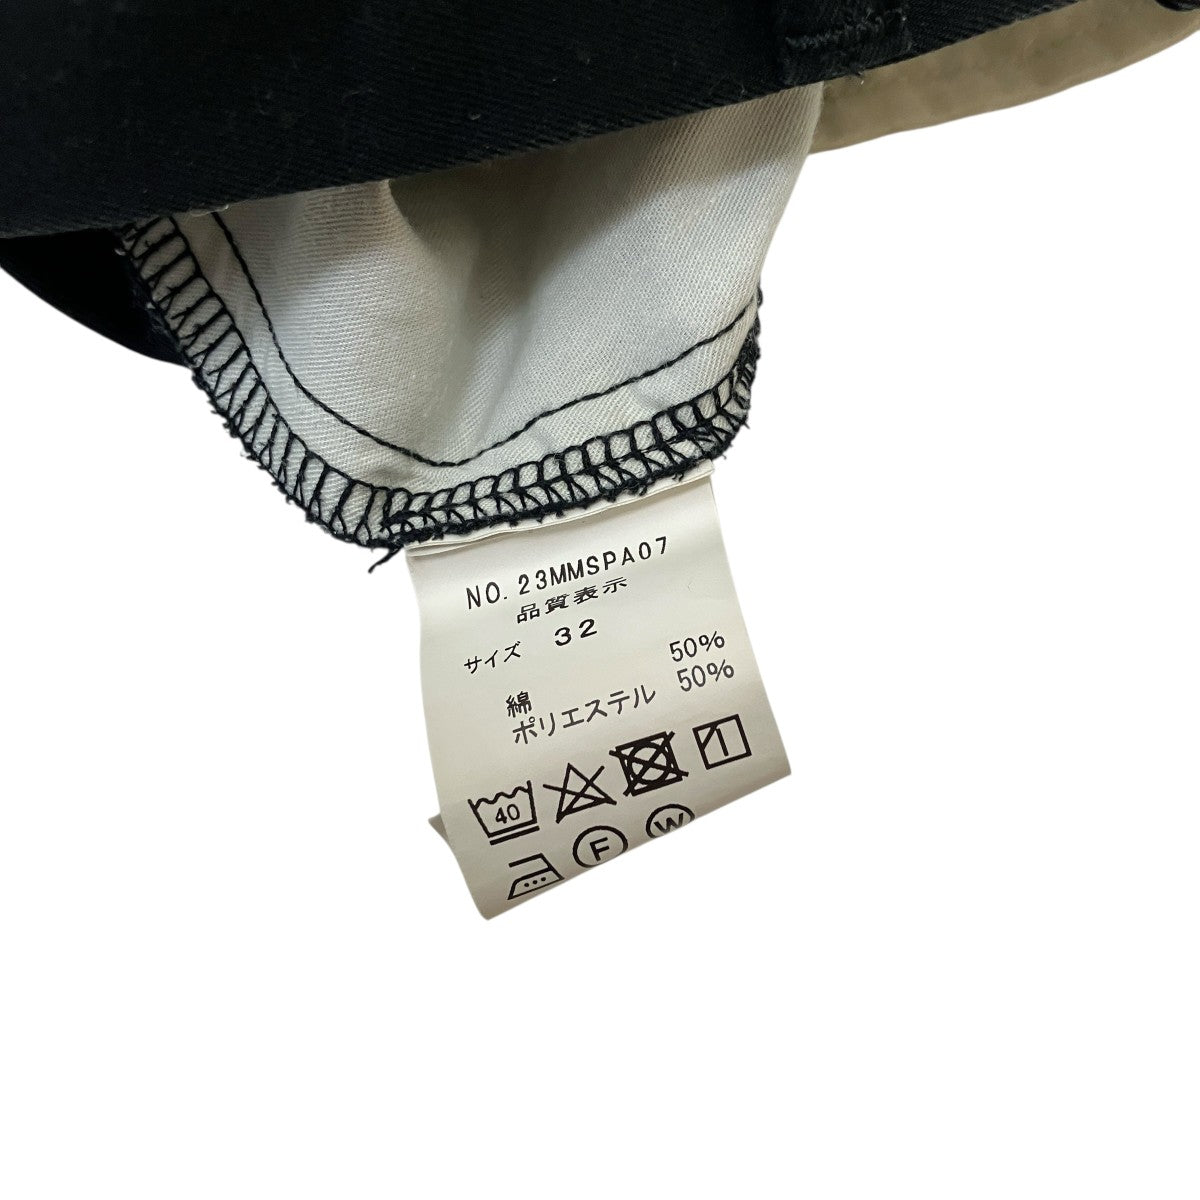 NO. 23MMSPA07
品質表示
サイズ 32
綿 50%
ポリエステル 50%
40
F W